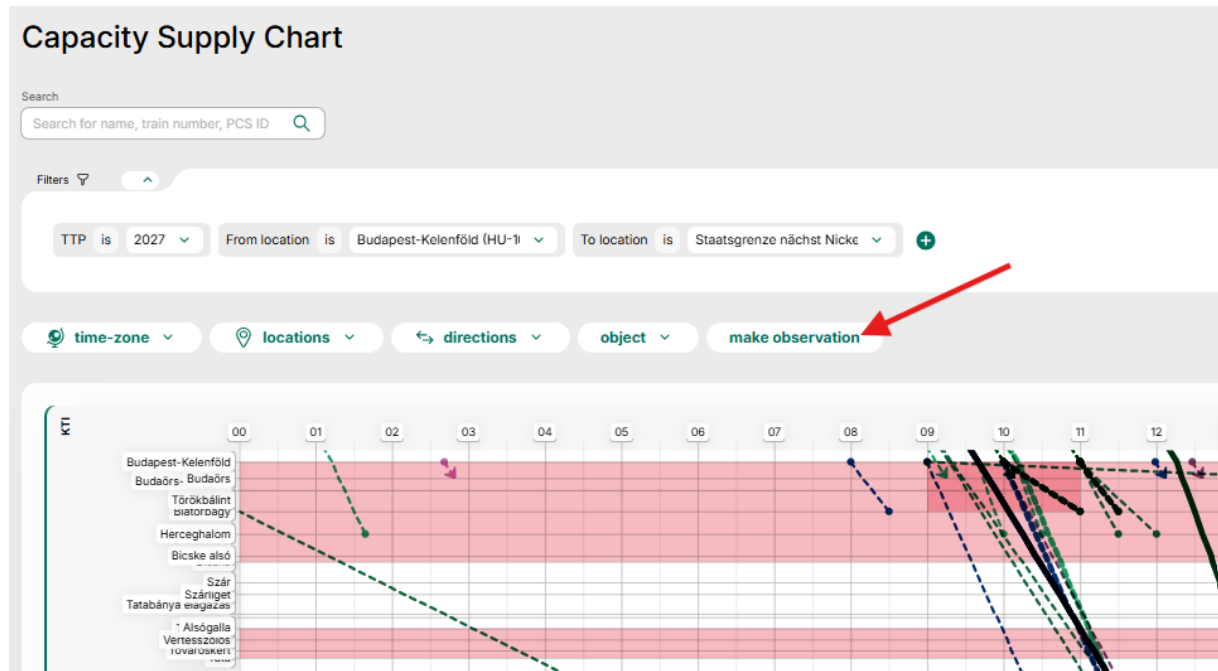 Capacity Supply Chart
Search
Search for name, train number, PCS ID
Filters
TTP is 2027 From location is Budapest-Kelenföld (HU-1 To location is Staatsgrenze nächst Nicke
time-zone locations directions object make observation
KTI
00 01 02 03 04 05 06 07 08 09 10 11 12
Budapest-Kelenföld
Budaörs- Budaörs
Törökbálint
Biatorbágy
Herceghalom
Bicske alsó
Szár
Szárliget
Tatabánya elágazás
Alsógalla
Vértesszőlős
Tóvároskert